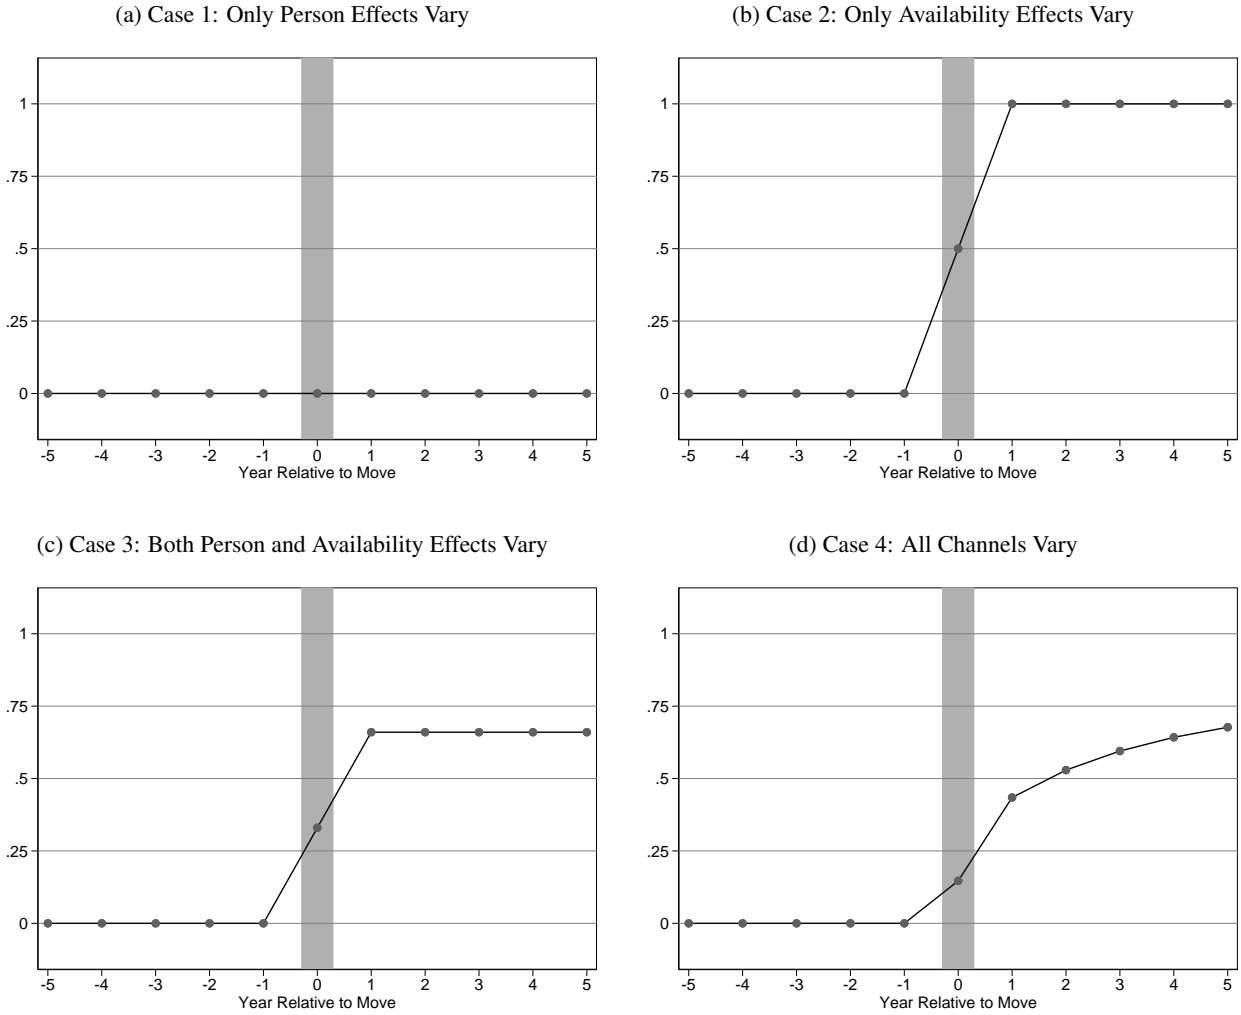 (a) Case 1: Only Person Effects Vary
1
.75
.5
.25
0
-5 -4 -3 -2 -1 0 1 2 3 4 5
Year Relative to Move
(b) Case 2: Only Availability Effects Vary
1
.75
.5
.25
0
-5 -4 -3 -2 -1 0 1 2 3 4 5
Year Relative to Move
(c) Case 3: Both Person and Availability Effects Vary
1
.75
.5
.25
0
-5 -4 -3 -2 -1 0 1 2 3 4 5
Year Relative to Move
(d) Case 4: All Channels Vary
1
.75
.5
.25
0
-5 -4 -3 -2 -1 0 1 2 3 4 5
Year Relative to Move